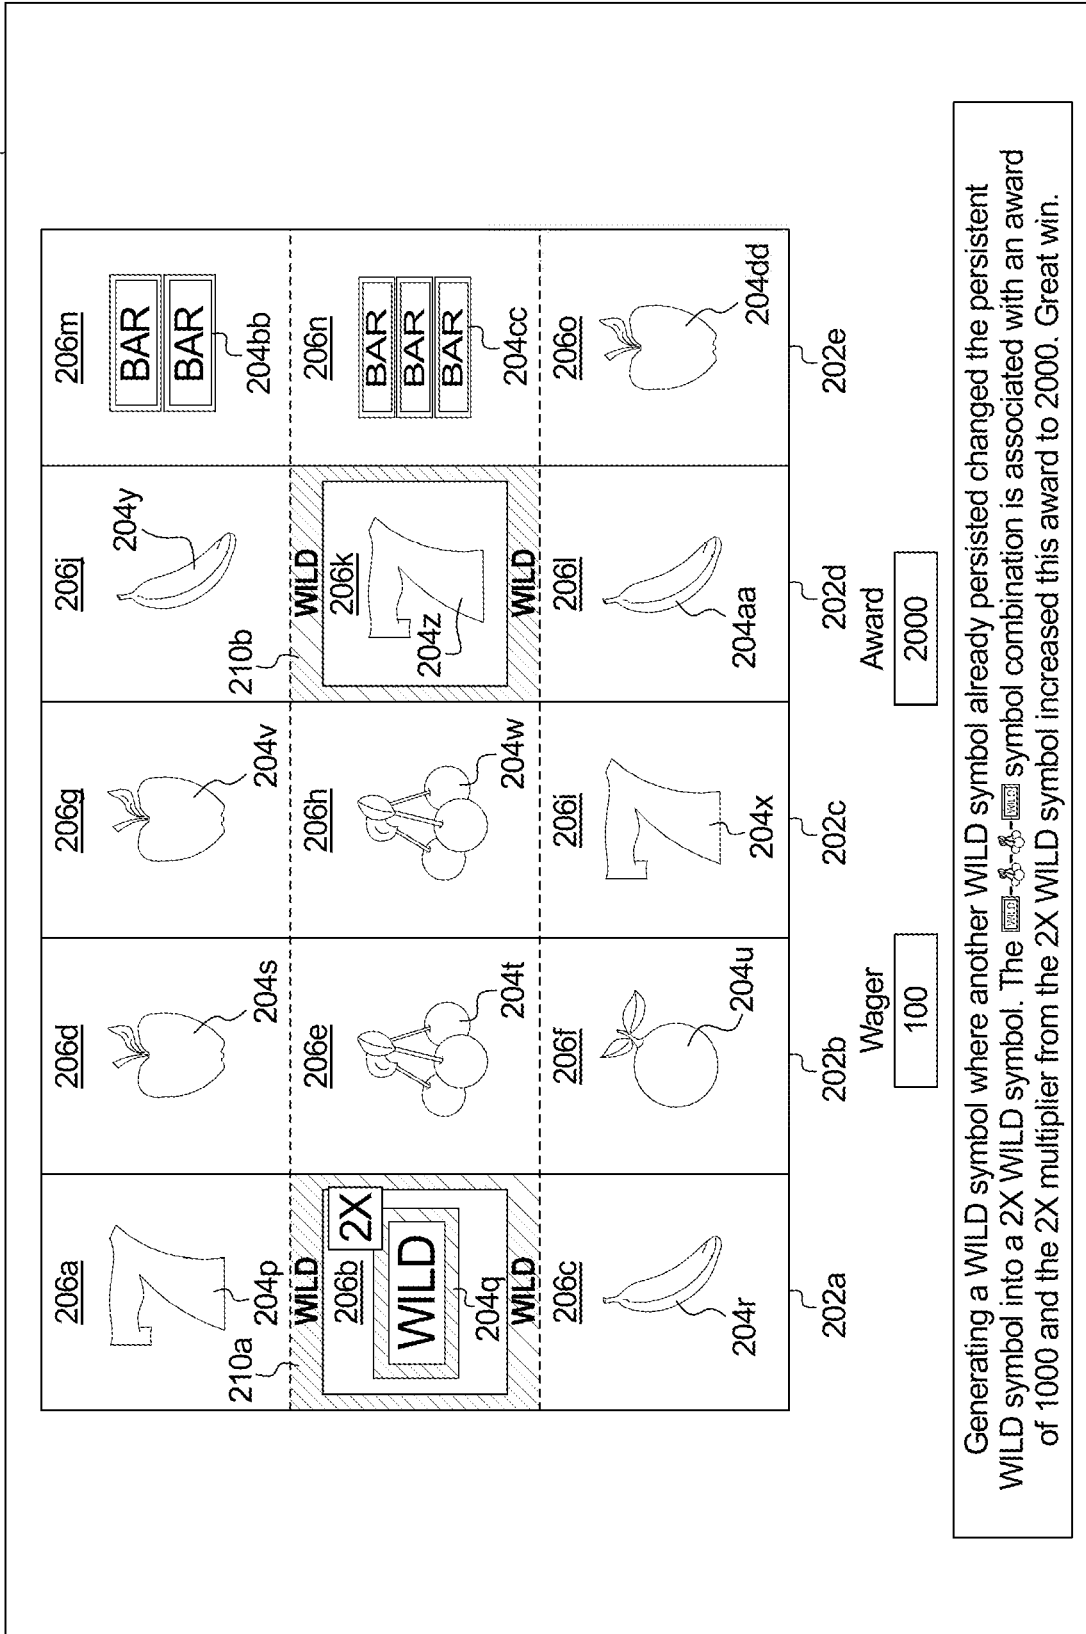 206a
204p
206d
204s
206g
204v
206j
204y
206m
BAR
BAR
204bb
210a
WILD
206b
2X
WILD
204q
WILD
206e
204t
206h
204w
210b
WILD
206k
204z
WILD
206n
BAR
BAR
BAR
204cc
206c
204r
206f
204u
206i
204x
206l
204aa
206o
204dd
202a
202b
202c
202d
202e
Wager
100
Award
2000
Generating a WILD symbol where another WILD symbol already persisted changed the persistent
WILD symbol into a 2X WILD symbol. The WILD - - - WILD symbol combination is associated with an award
of 1000 and the 2X multiplier from the 2X WILD symbol increased this award to 2000. Great win.